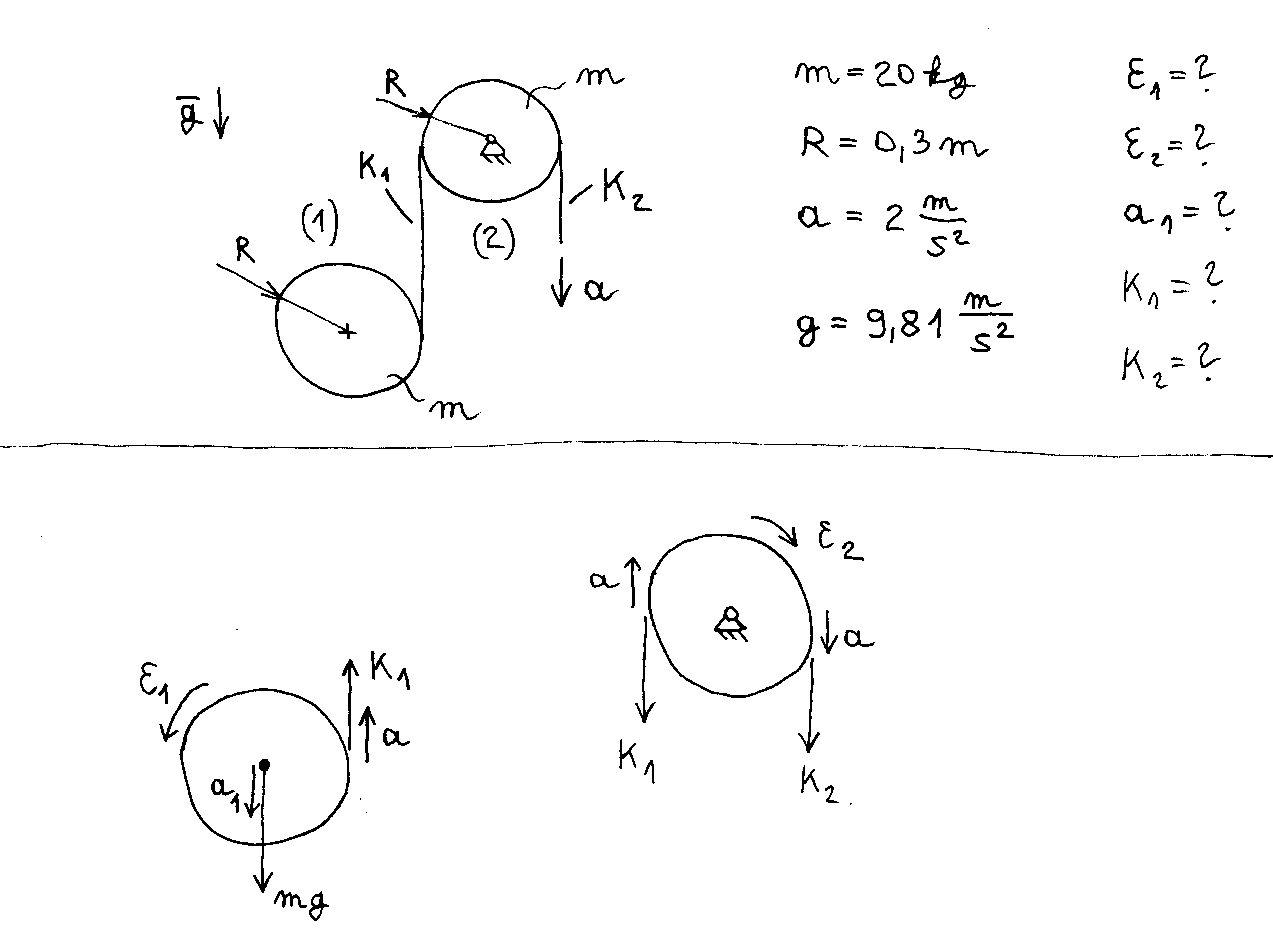 R
m
g̅
K₁
K₂
(1)
(2)
R
a
m
m = 20 kg
R = 0,3 m
a = 2 m/s²
g = 9,81 m/s²
ε₁ = ?
ε₂ = ?
a₁ = ?
K₁ = ?
K₂ = ?
ε₂
a
a
K₁
K₂
ε₁
K₁
a
a₁
mg